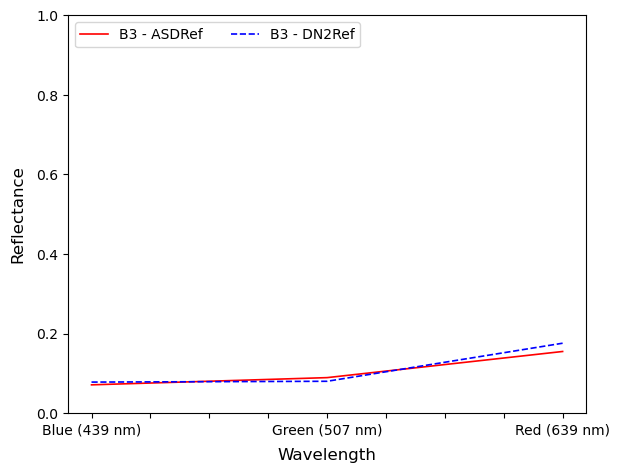 B3 - ASDRef
B3 - DN2Ref
1.0
0.8
0.6
0.4
0.2
0.0
Reflectance
Blue (439 nm)
Green (507 nm)
Red (639 nm)
Wavelength